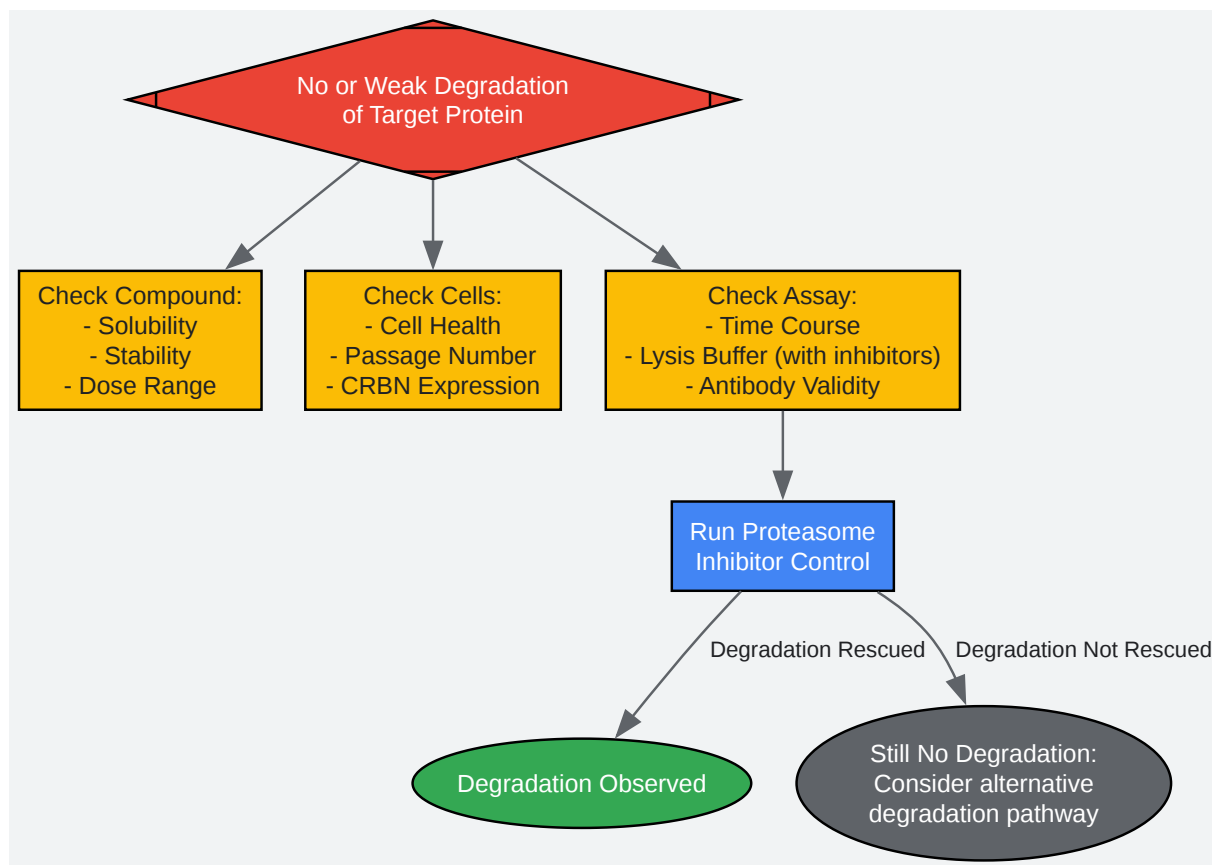 No or Weak Degradation
of Target Protein
Check Compound:
- Solubility
- Stability
- Dose Range
Check Cells:
- Cell Health
- Passage Number
- CRBN Expression
Check Assay:
- Time Course
- Lysis Buffer (with inhibitors)
- Antibody Validity
Run Proteasome
Inhibitor Control
Degradation Rescued
Degradation Not Rescued
Degradation Observed
Still No Degradation:
Consider alternative
degradation pathway